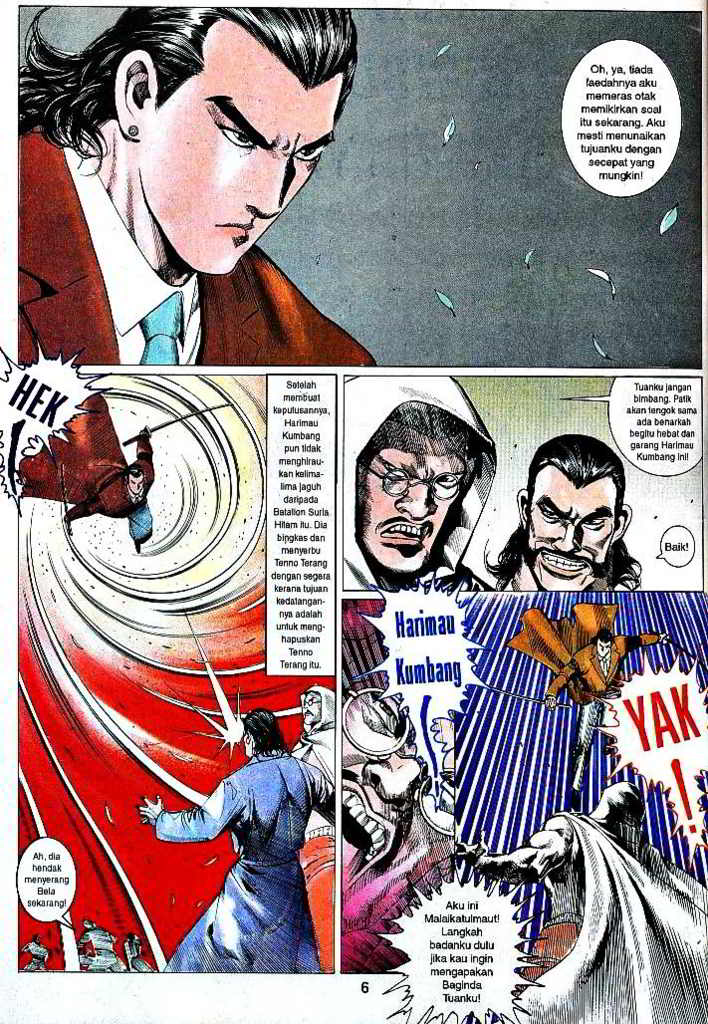 Oh, ya, tiada
faedahnya aku
memeras otak
memikirkan soal
itu sekarang. Aku
mesti menunaikan
tujuanku dengan
secepat yang
mungkin!
HEK
!
Setelah
membuat
keputusannya,
Harimau
Kumbang
pun tidak
menghirau-
kan kelima-
lima jaguh
daripada
Batalion Suria
Hitam itu. Dia
bingkas dan
menyerbu
Tenno Terang
dengan segera
kerana tujuan
kedatangan-
nya adalah
untuk meng-
hapuskan
Tenno
Terang itu.
Ah, dia
hendak
menyerang
Bela
sekarang!
Tuanku jangan
bimbang. Patik
akan tengok sama
ada benarkah
begitu hebat dan
garang Harimau
Kumbang ini!
Baik!
Harimau
Kumbang
!
YAK
!
Aku ini
Malaikatulmaut!
Langkah
badanku dulu
jika kau ingin
mengapakan
Baginda
Tuanku!
6